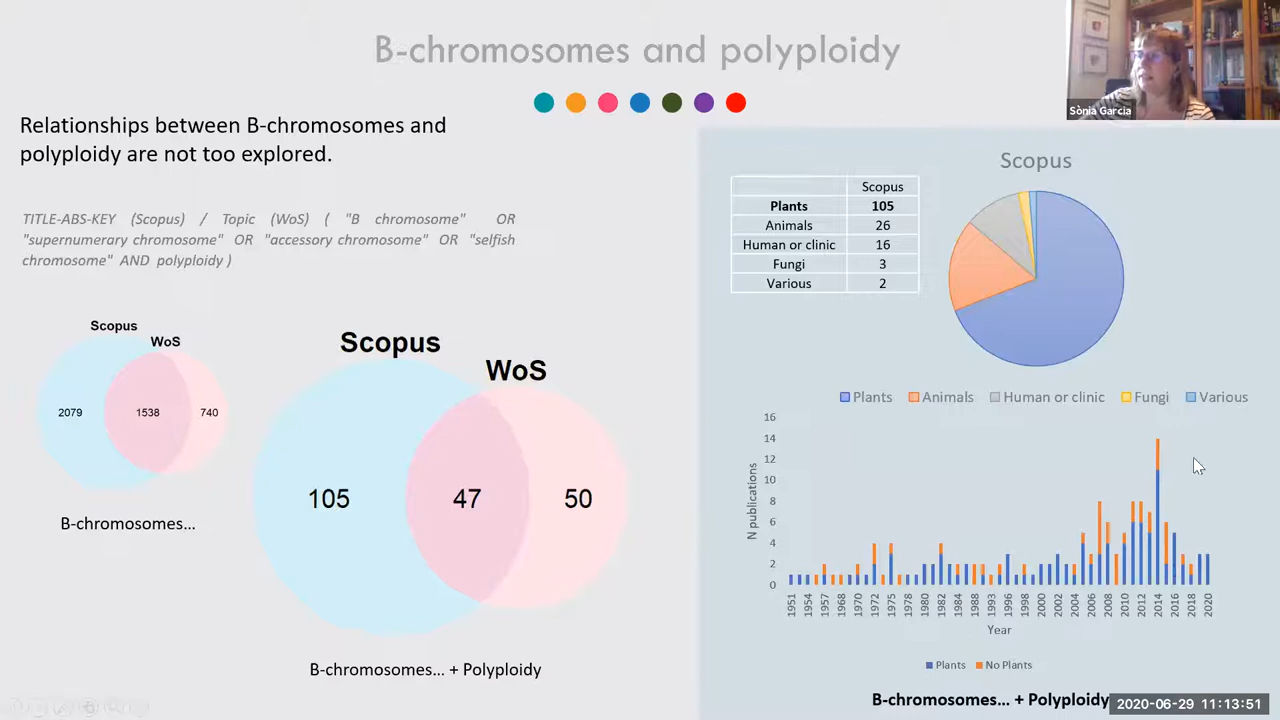 B-chromosomes and polyploidy
Sònia Garcia
Relationships between B-chromosomes and
polyploidy are not too explored.
TITLE-ABS-KEY (Scopus) / Topic (WoS) ( "B chromosome" OR
"supernumerary chromosome" OR "accessory chromosome" OR "selfish
chromosome" AND polyploidy )
Scopus
WoS
2079
1538
740
B-chromosomes...
Scopus
WoS
105
47
50
B-chromosomes... + Polyploidy
Scopus
Scopus
Plants 105
Animals 26
Human or clinic 16
Fungi 3
Various 2
Plants Animals Human or clinic Fungi Various
N publications
16
14
12
10
8
6
4
2
0
1951 1954 1957 1968 1970 1972 1975 1978 1980 1982 1984 1988 1993 1996 1998 2000 2002 2004 2006 2008 2010 2012 2014 2016 2018 2020
Year
Plants No Plants
B-chromosomes... + Polyploidy
2020-06-29 11:13:51